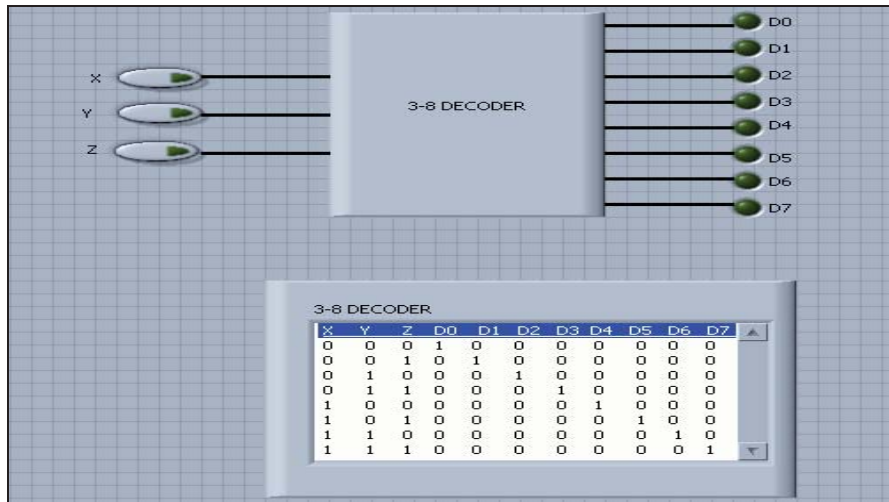 D0
D1
X D2
3-8 DECODER D3
Y D4
Z D5
D6
D7
3-8 DECODER
X Y Z D0 D1 D2 D3 D4 D5 D6 D7
0 0 0 1 0 0 0 0 0 0 0
0 0 1 0 1 0 0 0 0 0 0
0 1 0 0 0 1 0 0 0 0 0
0 1 1 0 0 0 1 0 0 0 0
1 0 0 0 0 0 0 1 0 0 0
1 0 1 0 0 0 0 0 1 0 0
1 1 0 0 0 0 0 0 0 1 0
1 1 1 0 0 0 0 0 0 0 1